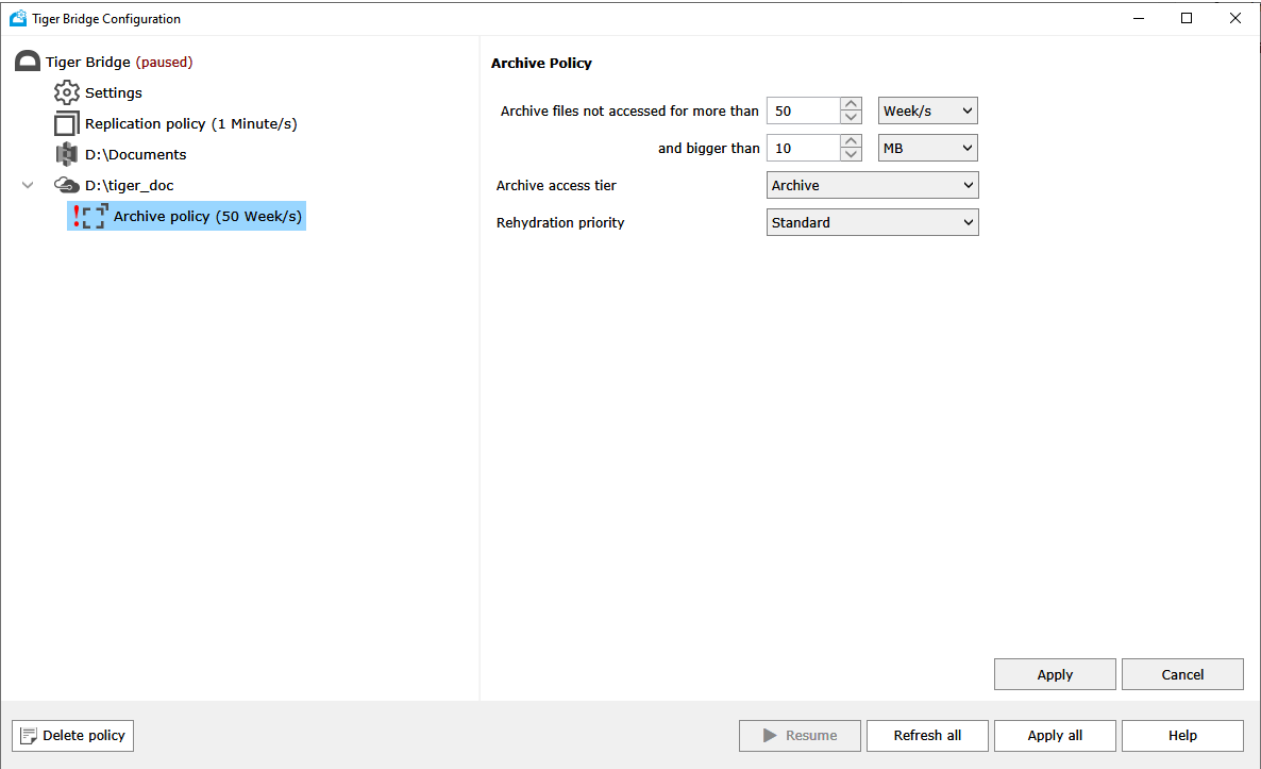 Tiger Bridge Configuration
Tiger Bridge (paused)
Settings
Replication policy (1 Minute/s)
D:\Documents
D:\tiger_doc
! Archive policy (50 Week/s)
Archive Policy
Archive files not accessed for more than 50 Week/s
and bigger than 10 MB
Archive access tier Archive
Rehydration priority Standard
Apply Cancel
Delete policy Resume Refresh all Apply all Help